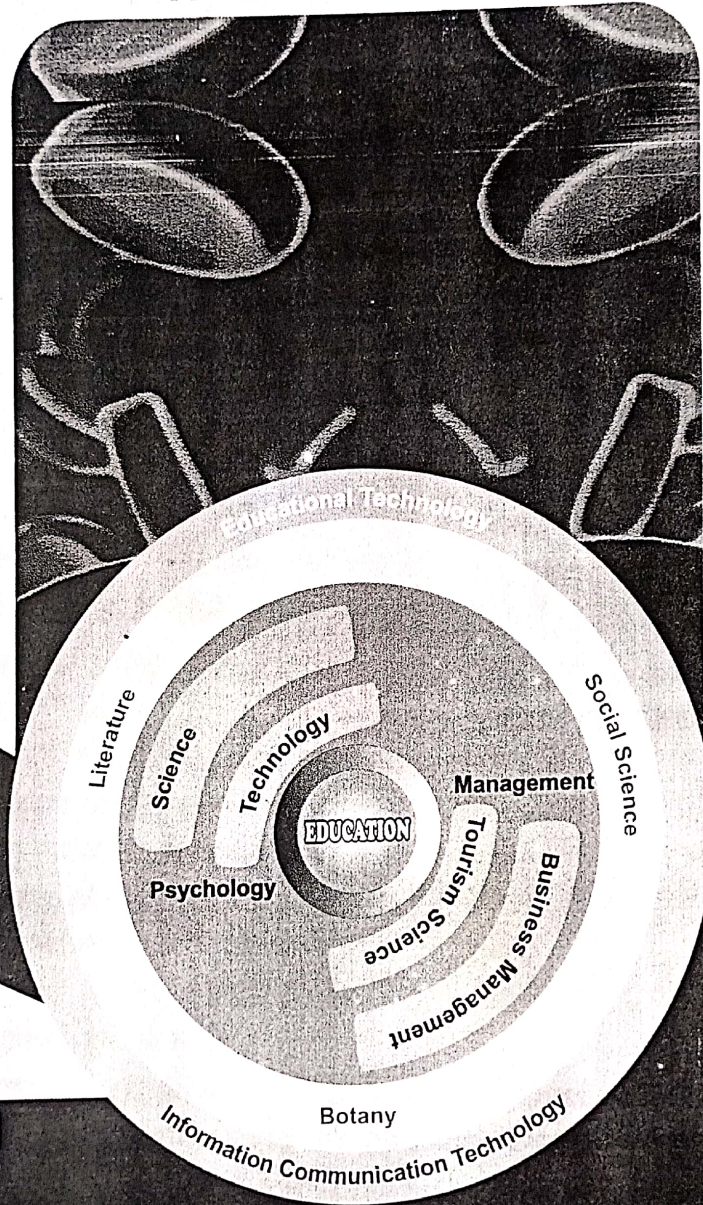 Educational Technology
Literature
Social Science
Science
Technology
Management
EDUCATION
Psychology
Tourism Science
Business Management
Botany
Information Communication Technology